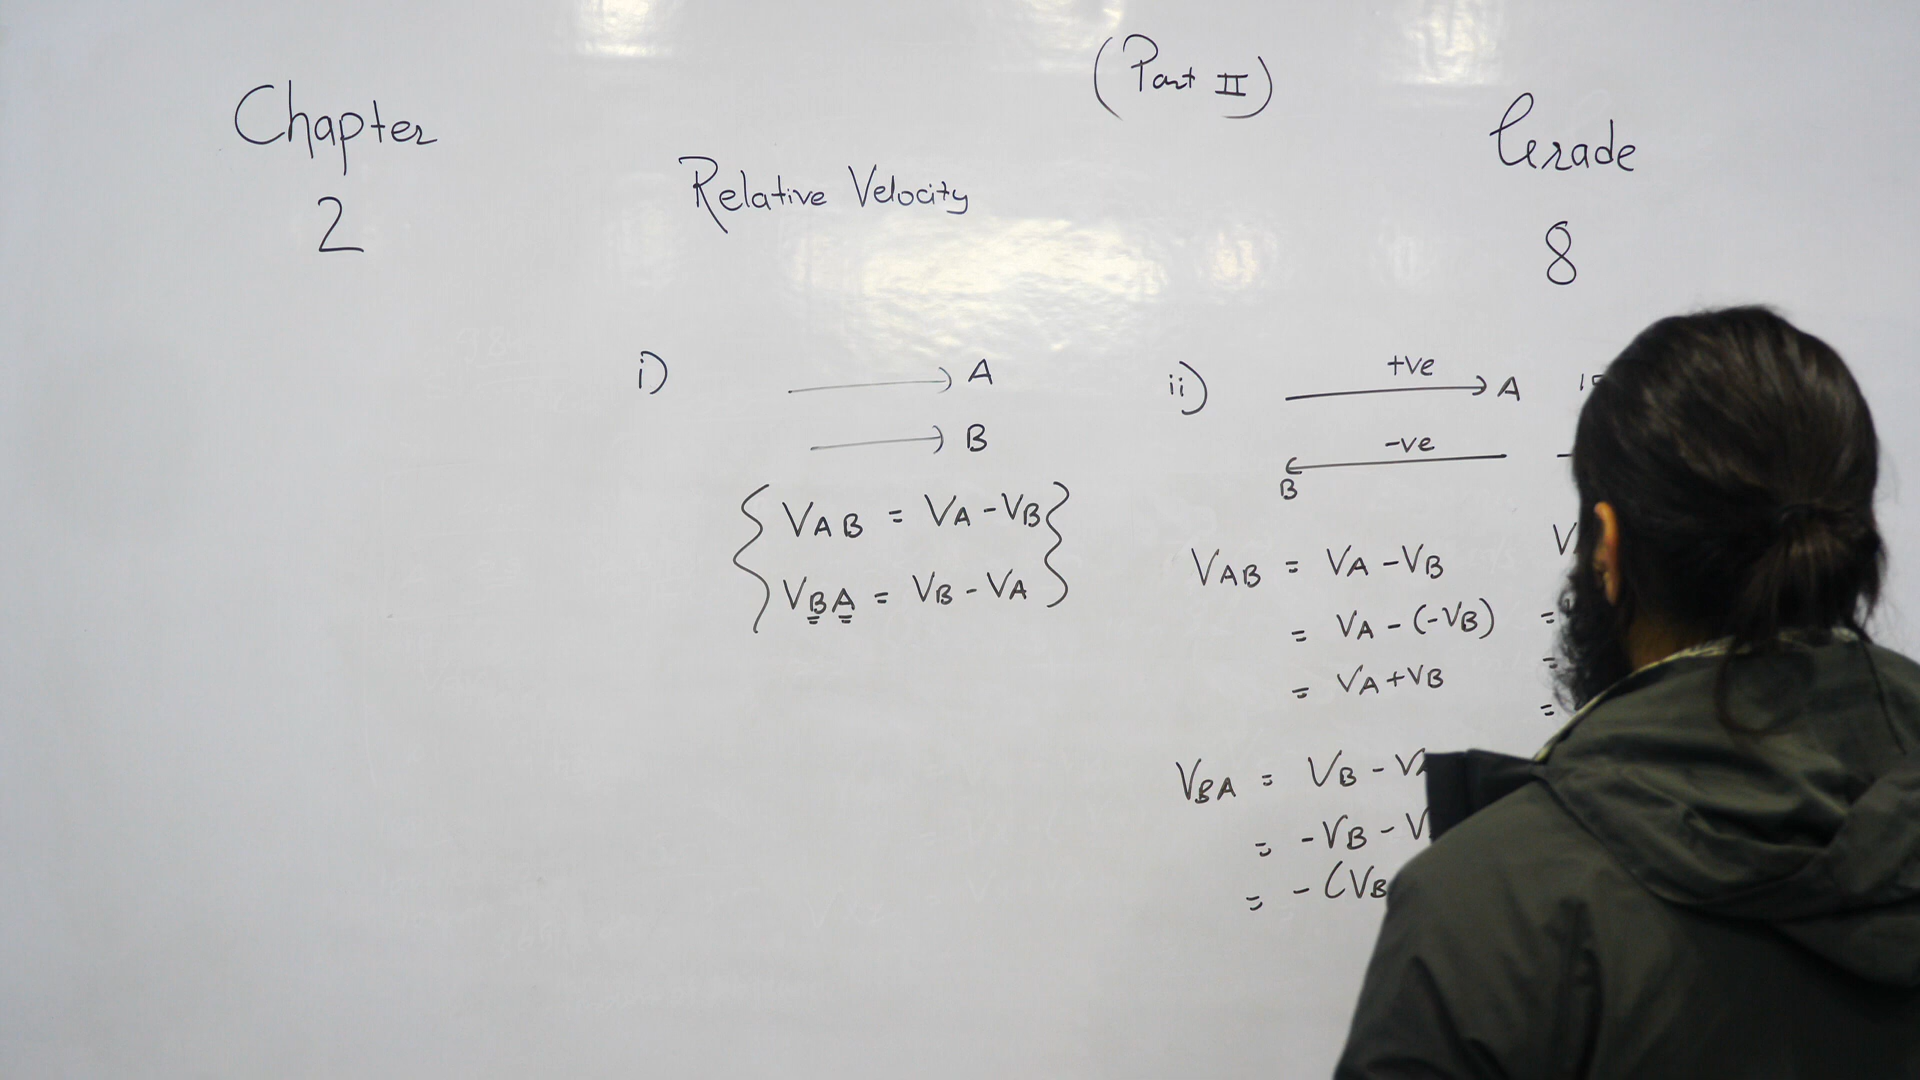 (Part II)
Chapter
2
Relative Velocity
Grade
8
i)
A
B
VAB = VA - VB
VBA = VB - VA
ii)
+ve
A
-ve
B
VAB = VA - VB
= VA - (-VB)
= VA + VB
VBA = VB -
= -VB -
= - (VB